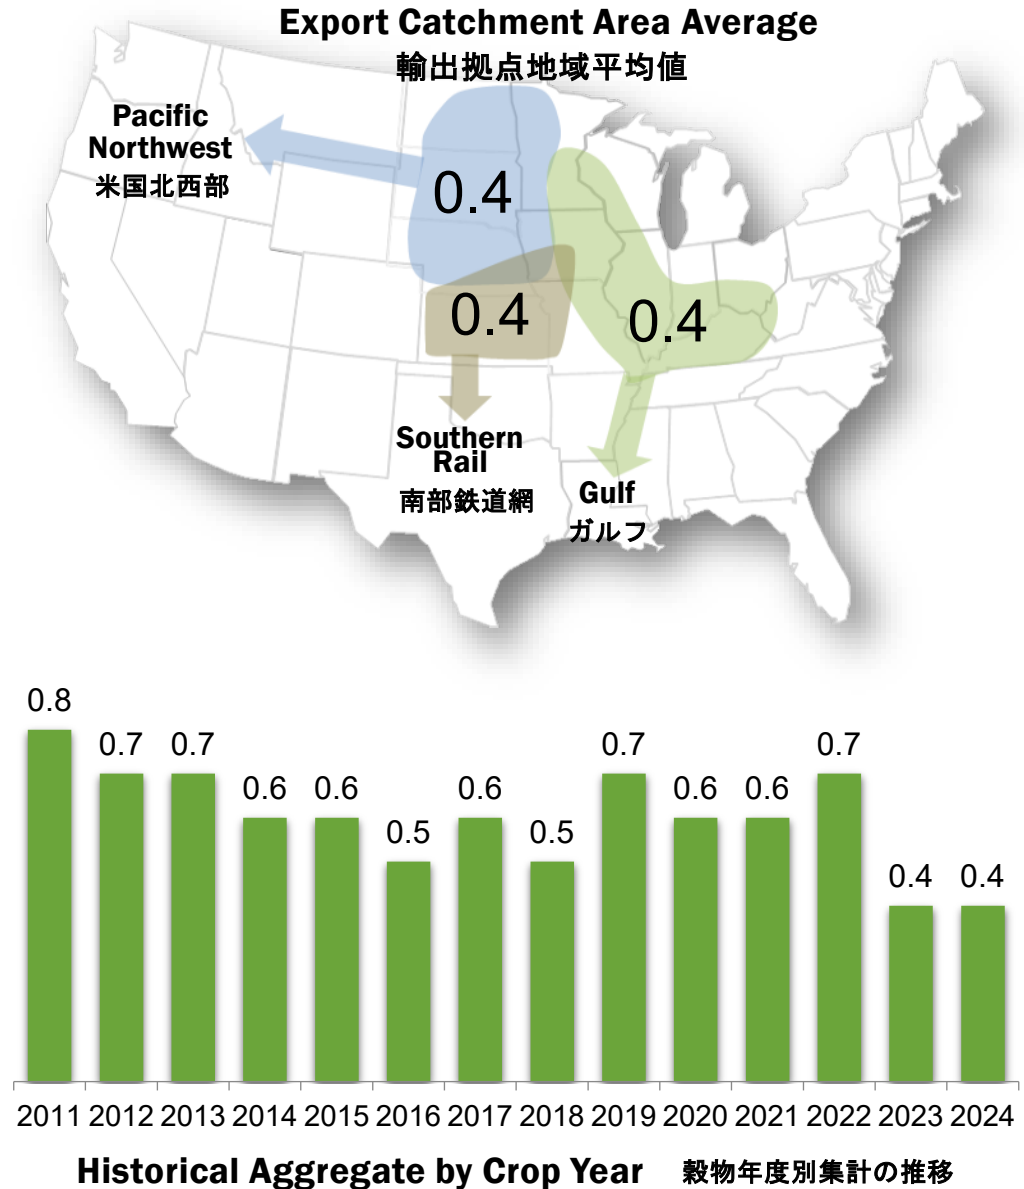 Export Catchment Area Average
輸出拠点地域平均値
Pacific
Northwest
米国北西部
0.4
0.4
0.4
Southern
Rail
南部鉄道網
Gulf
ガルフ
0.8
0.7
0.7
0.6
0.6
0.5
0.6
0.5
0.7
0.6
0.6
0.7
0.4
0.4
2011 2012 2013 2014 2015 2016 2017 2018 2019 2020 2021 2022 2023 2024
Historical Aggregate by Crop Year 穀物年度別集計の推移